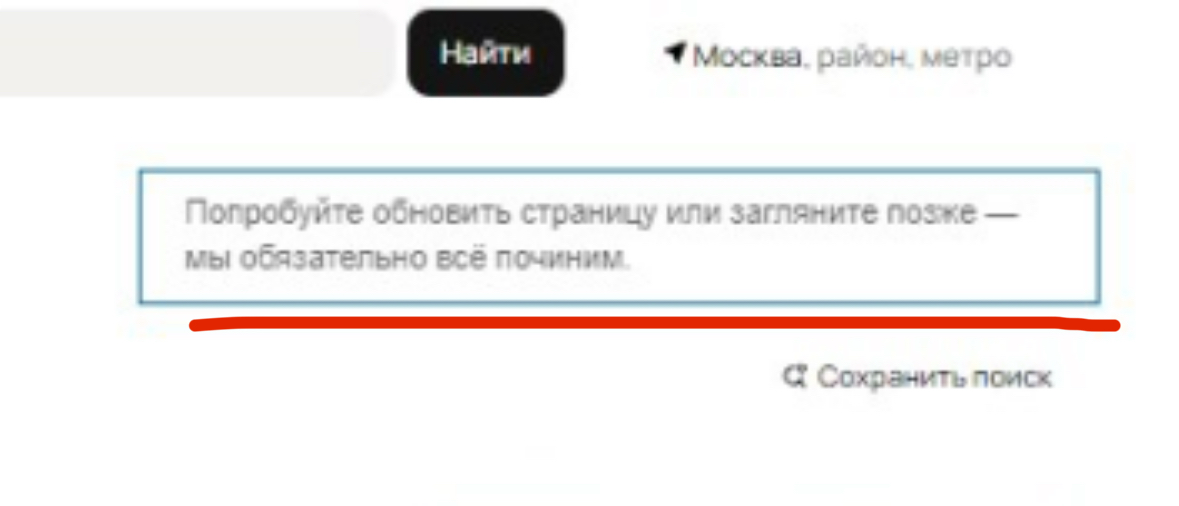 Найти
Москва, район, метро
Попробуйте обновить страницу или загляните позже —
мы обязательно всё починим.
Сохранить поиск